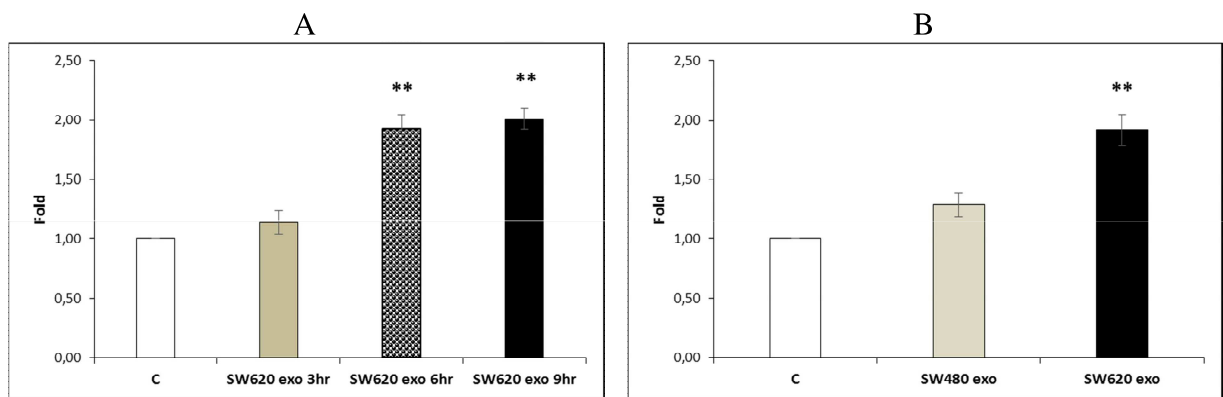 A
2,50
2,00
1,50
1,00
0,50
0,00
Fold
**
**
C
SW620 exo 3hr
SW620 exo 6hr
SW620 exo 9hr
B
2,50
2,00
1,50
1,00
0,50
0,00
Fold
**
C
SW480 exo
SW620 exo